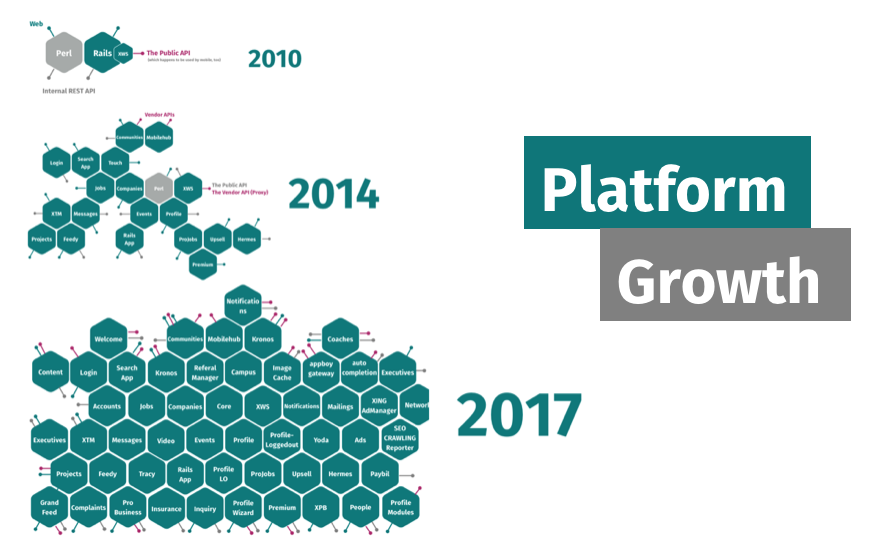 Web
Perl
Rails
XWS
The Public API
(which happens to be used by mobile, too)
2010
Internal REST API
Vendor APIs
Communities
Mobilehub
Login
Search
App
Touch
Jobs
Companies
Perl
XWS
The Public API
The Vendor API (Proxy)
2014
XTM
Messages
Events
Profile
Projects
Feedy
Rails
App
ProJobs
Upsell
Hermes
Premium
Platform
Growth
Notificatio
ns
Welcome
Communities
Mobilehub
Kronos
Coaches
Content
Login
Search
App
Kronos
Referal
Manager
Campus
Image
Cache
appboy
gateway
auto
completion
Executives
Accounts
Jobs
Companies
Core
XWS
Notifications
Mailings
XING
AdManager
Network
2017
Executives
XTM
Messages
Video
Events
Profile
Profile-
Loggedout
Yoda
Ads
SEO
CRAWLING
Reporter
Projects
Feedy
Tracy
Rails
App
Profile
LO
ProJobs
Upsell
Hermes
Paybil
Grand
Feed
Complaints
Pro
Business
Insurance
Inquiry
Profile
Wizard
Premium
XPB
People
Profile
Modules